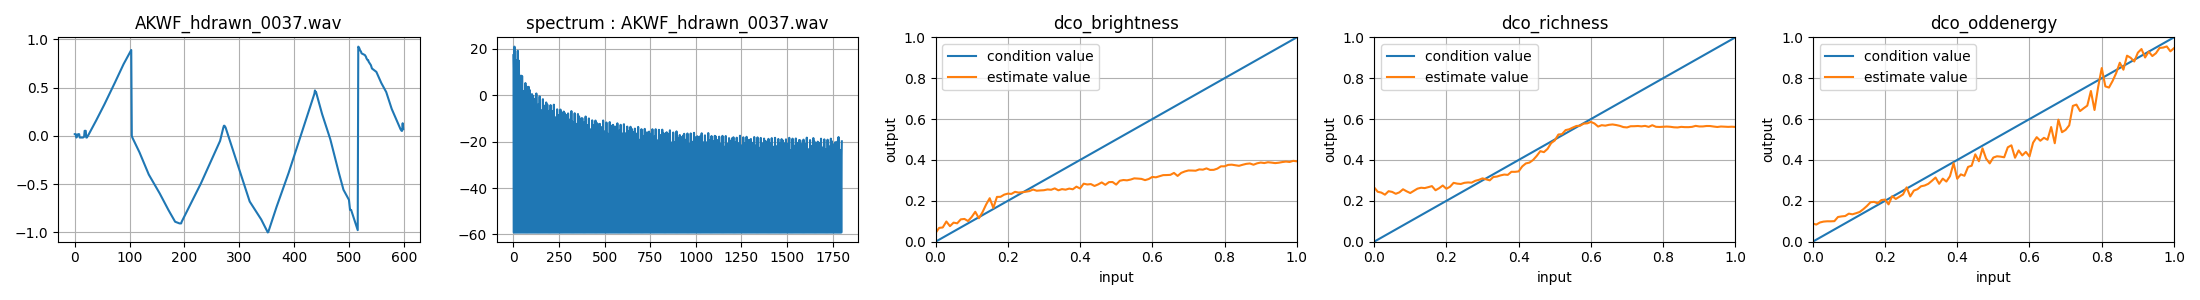 AKWF_hdrawn_0037.wav
1.0
0.5
0.0
−0.5
−1.0
0 100 200 300 400 500 600
spectrum : AKWF_hdrawn_0037.wav
20
0
−20
−40
−60
0 250 500 750 1000 1250 1500 1750
dco_brightness
condition value
estimate value
output
1.0
0.8
0.6
0.4
0.2
0.0
0.0 0.2 0.4 0.6 0.8 1.0
input
dco_richness
condition value
estimate value
output
1.0
0.8
0.6
0.4
0.2
0.0
0.0 0.2 0.4 0.6 0.8 1.0
input
dco_oddenergy
condition value
estimate value
output
1.0
0.8
0.6
0.4
0.2
0.0
0.0 0.2 0.4 0.6 0.8 1.0
input